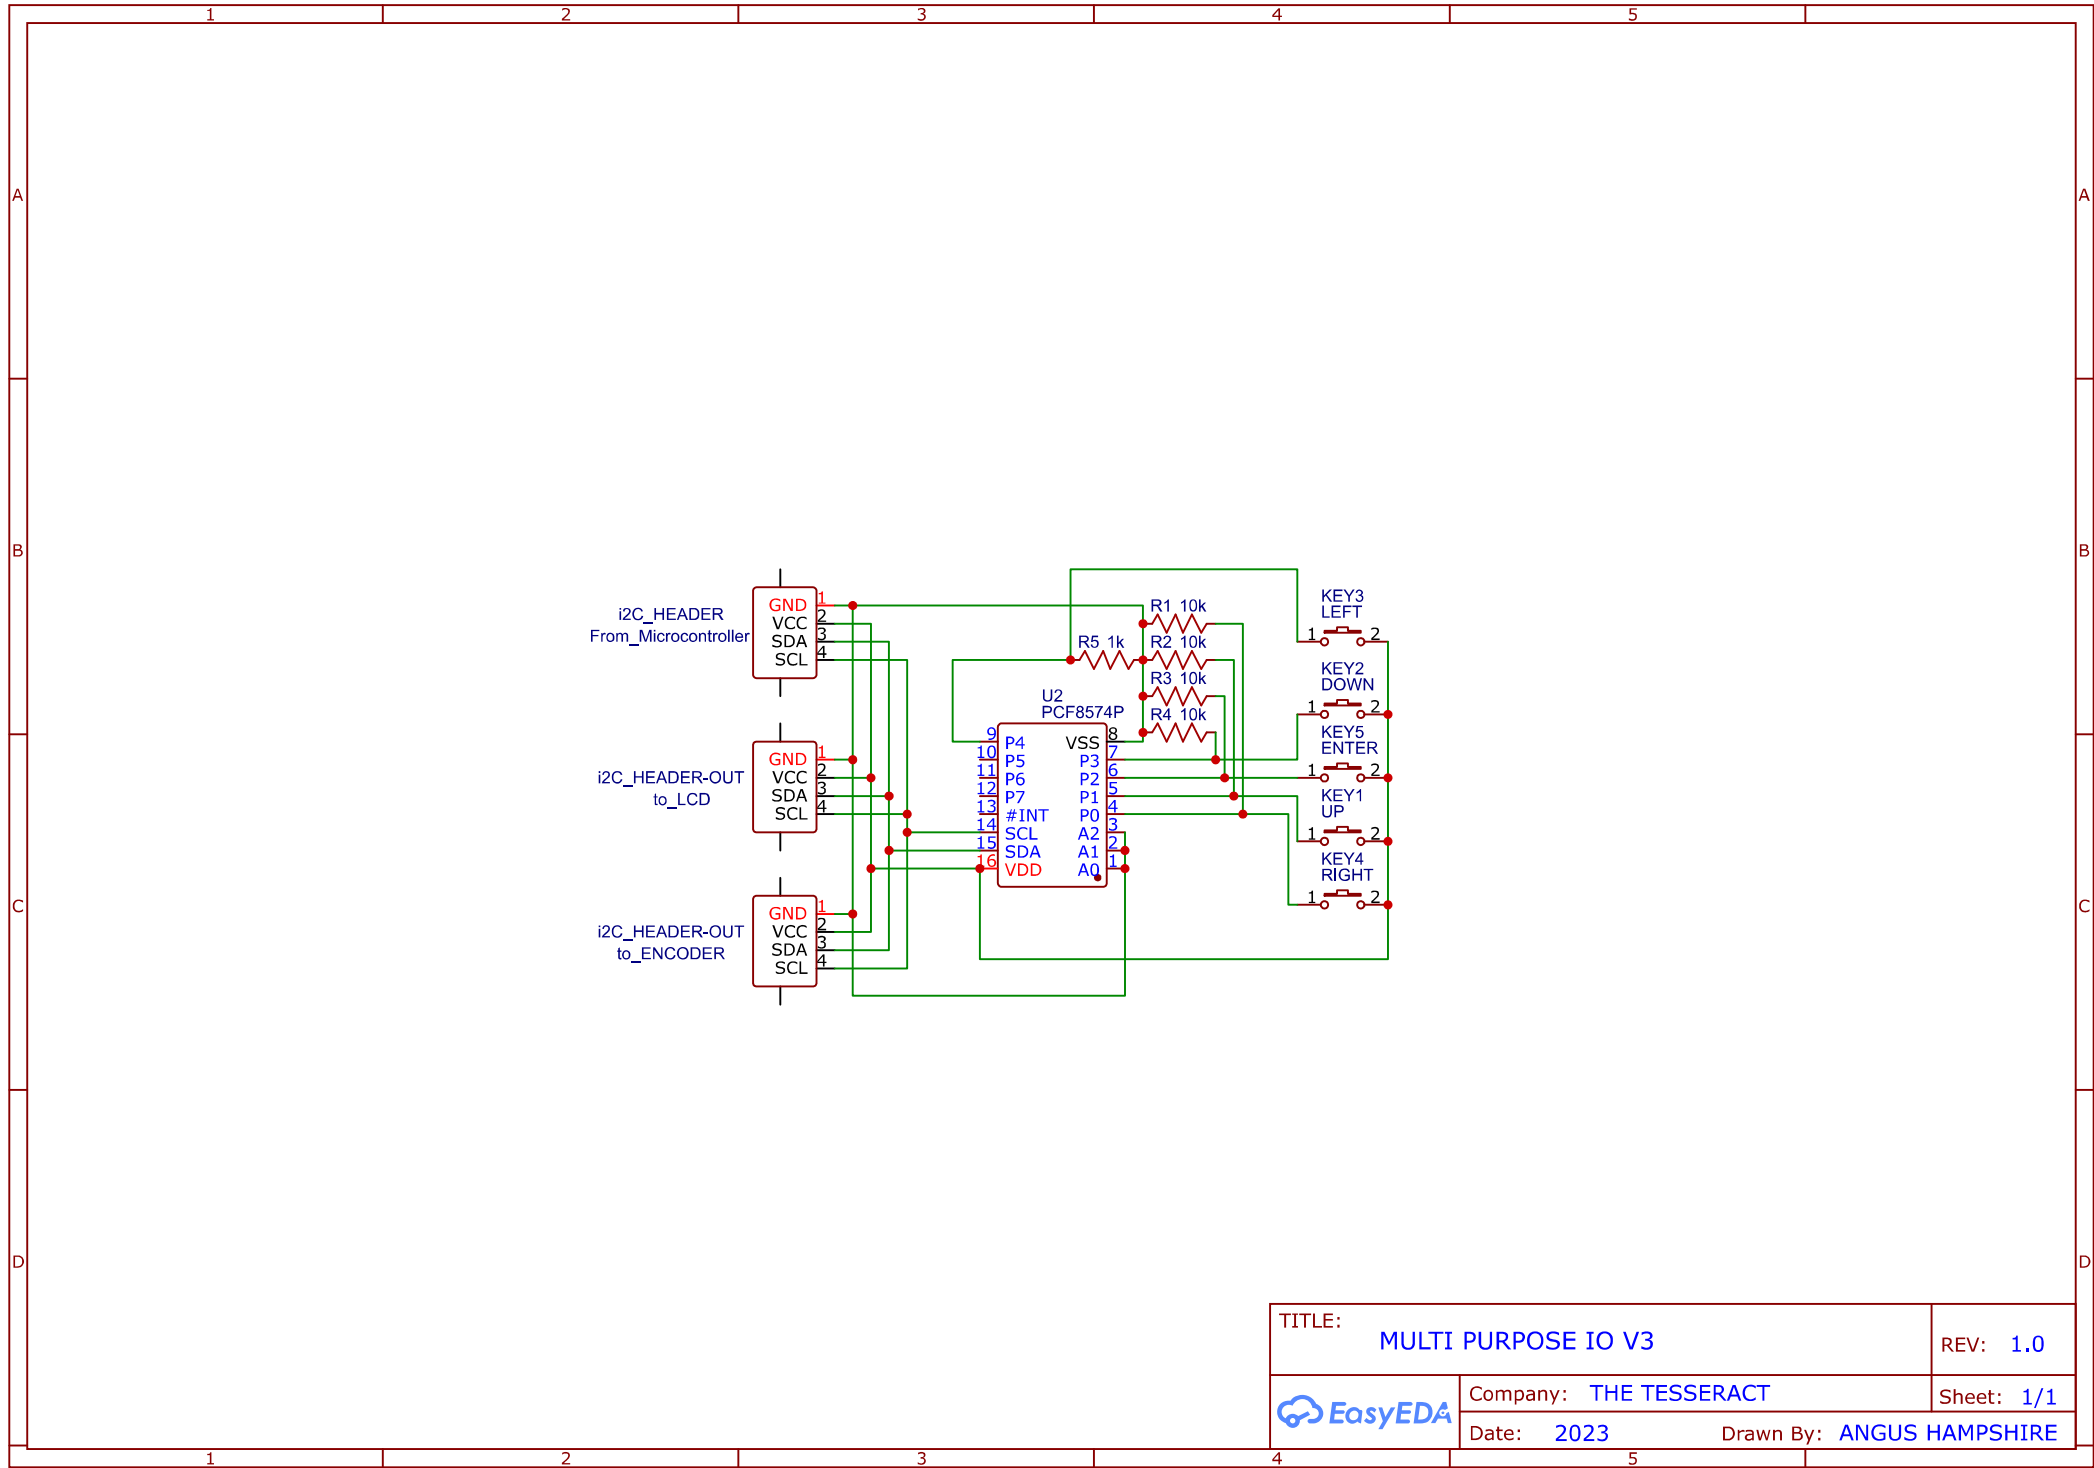 1 2 3 4 5
A A
B B
C C
D D
i2C_HEADER
From_Microcontroller
GND 1
VCC 2
SDA 3
SCL 4
i2C_HEADER-OUT
to_LCD
GND 1
VCC 2
SDA 3
SCL 4
i2C_HEADER-OUT
to_ENCODER
GND 1
VCC 2
SDA 3
SCL 4
R1 10k
R5 1k
R2 10k
R3 10k
R4 10k
U2
PCF8574P
9 P4 VSS 8
10 P5 P3 7
11 P6 P2 6
12 P7 P1 5
13 #INT P0 4
14 SCL A2 3
15 SDA A1 2
16 VDD A0 1
KEY3
LEFT
1 2
KEY2
DOWN
1 2
KEY5
ENTER
1 2
KEY1
UP
1 2
KEY4
RIGHT
1 2
TITLE:
MULTI PURPOSE IO V3
REV: 1.0
EasyEDA
Company: THE TESSERACT
Sheet: 1/1
Date: 2023
Drawn By: ANGUS HAMPSHIRE
1 2 3 4 5